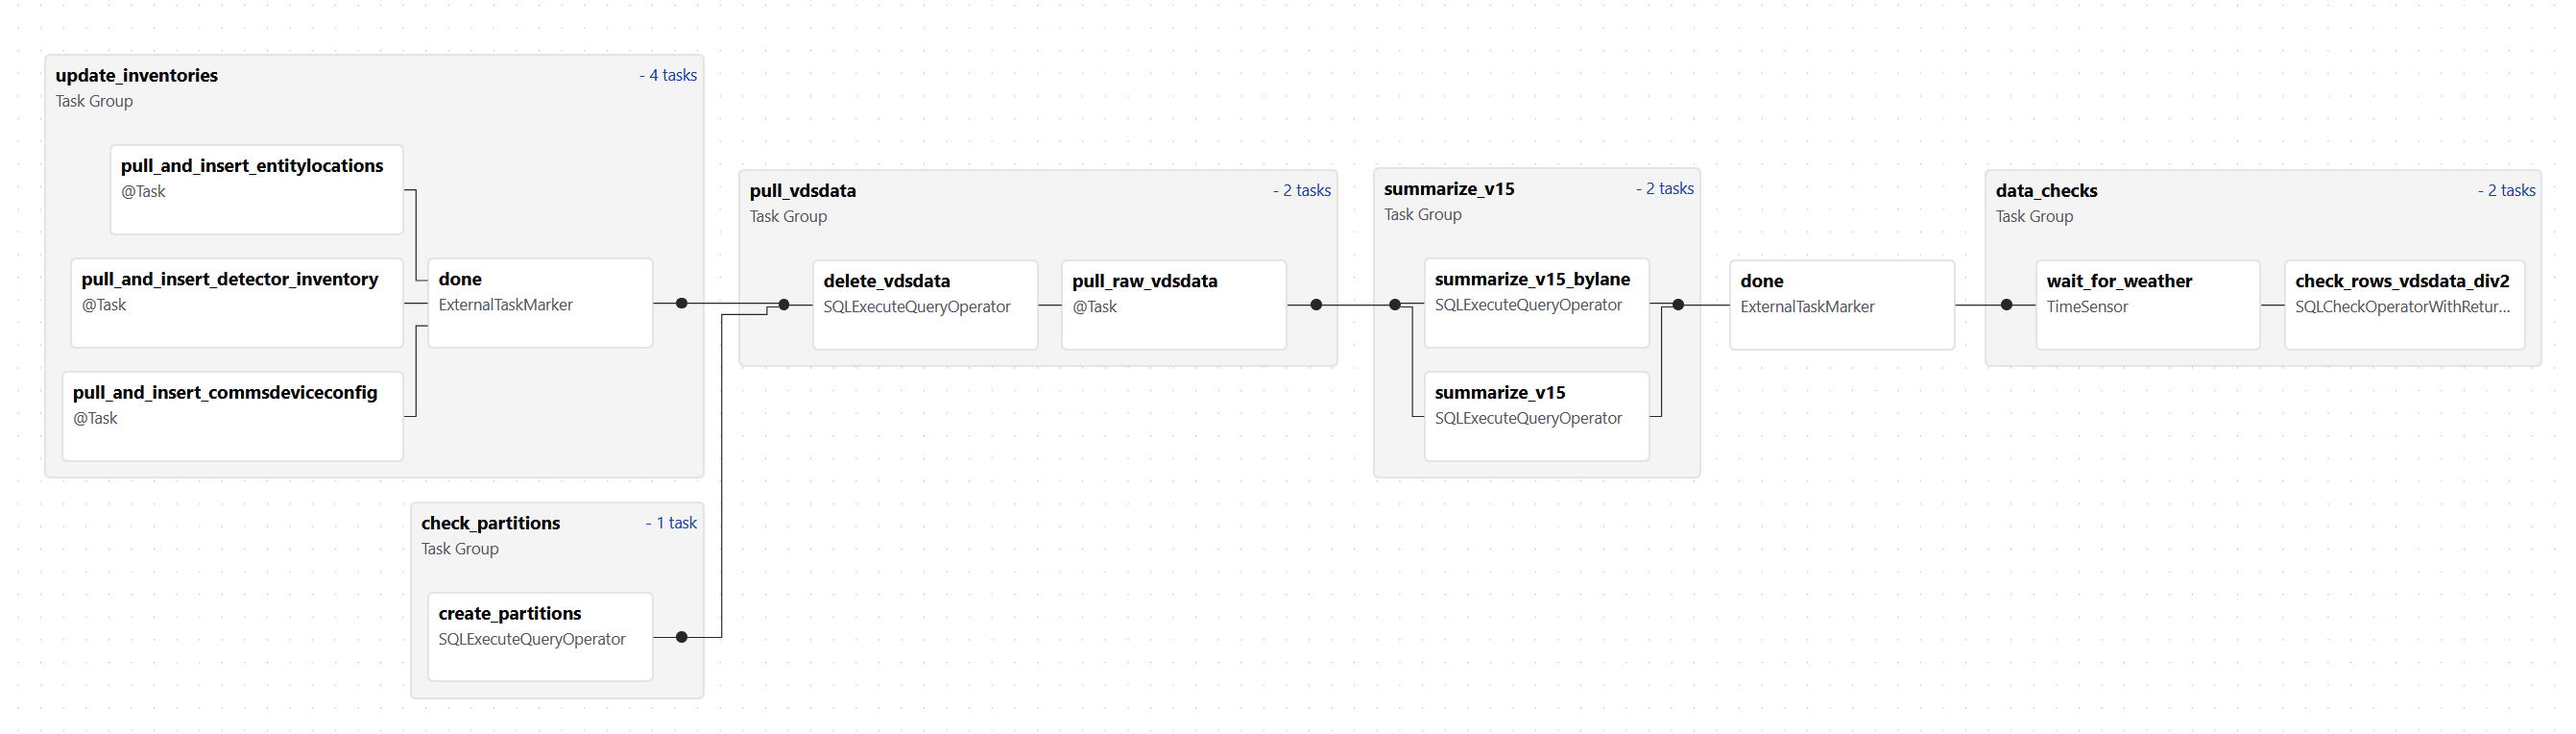 update_inventories
- 4 tasks
Task Group
pull_and_insert_entitylocations
@Task
pull_and_insert_detector_inventory
@Task
pull_and_insert_commsdeviceconfig
@Task
done
ExternalTaskMarker
check_partitions
- 1 task
Task Group
create_partitions
SQLExecuteQueryOperator
pull_vdsdata
- 2 tasks
Task Group
delete_vdsdata
SQLExecuteQueryOperator
pull_raw_vdsdata
@Task
summarize_v15
- 2 tasks
Task Group
summarize_v15_bylane
SQLExecuteQueryOperator
summarize_v15
SQLExecuteQueryOperator
done
ExternalTaskMarker
data_checks
- 2 tasks
Task Group
wait_for_weather
TimeSensor
check_rows_vdsdata_div2
SQLCheckOperatorWithRetur...